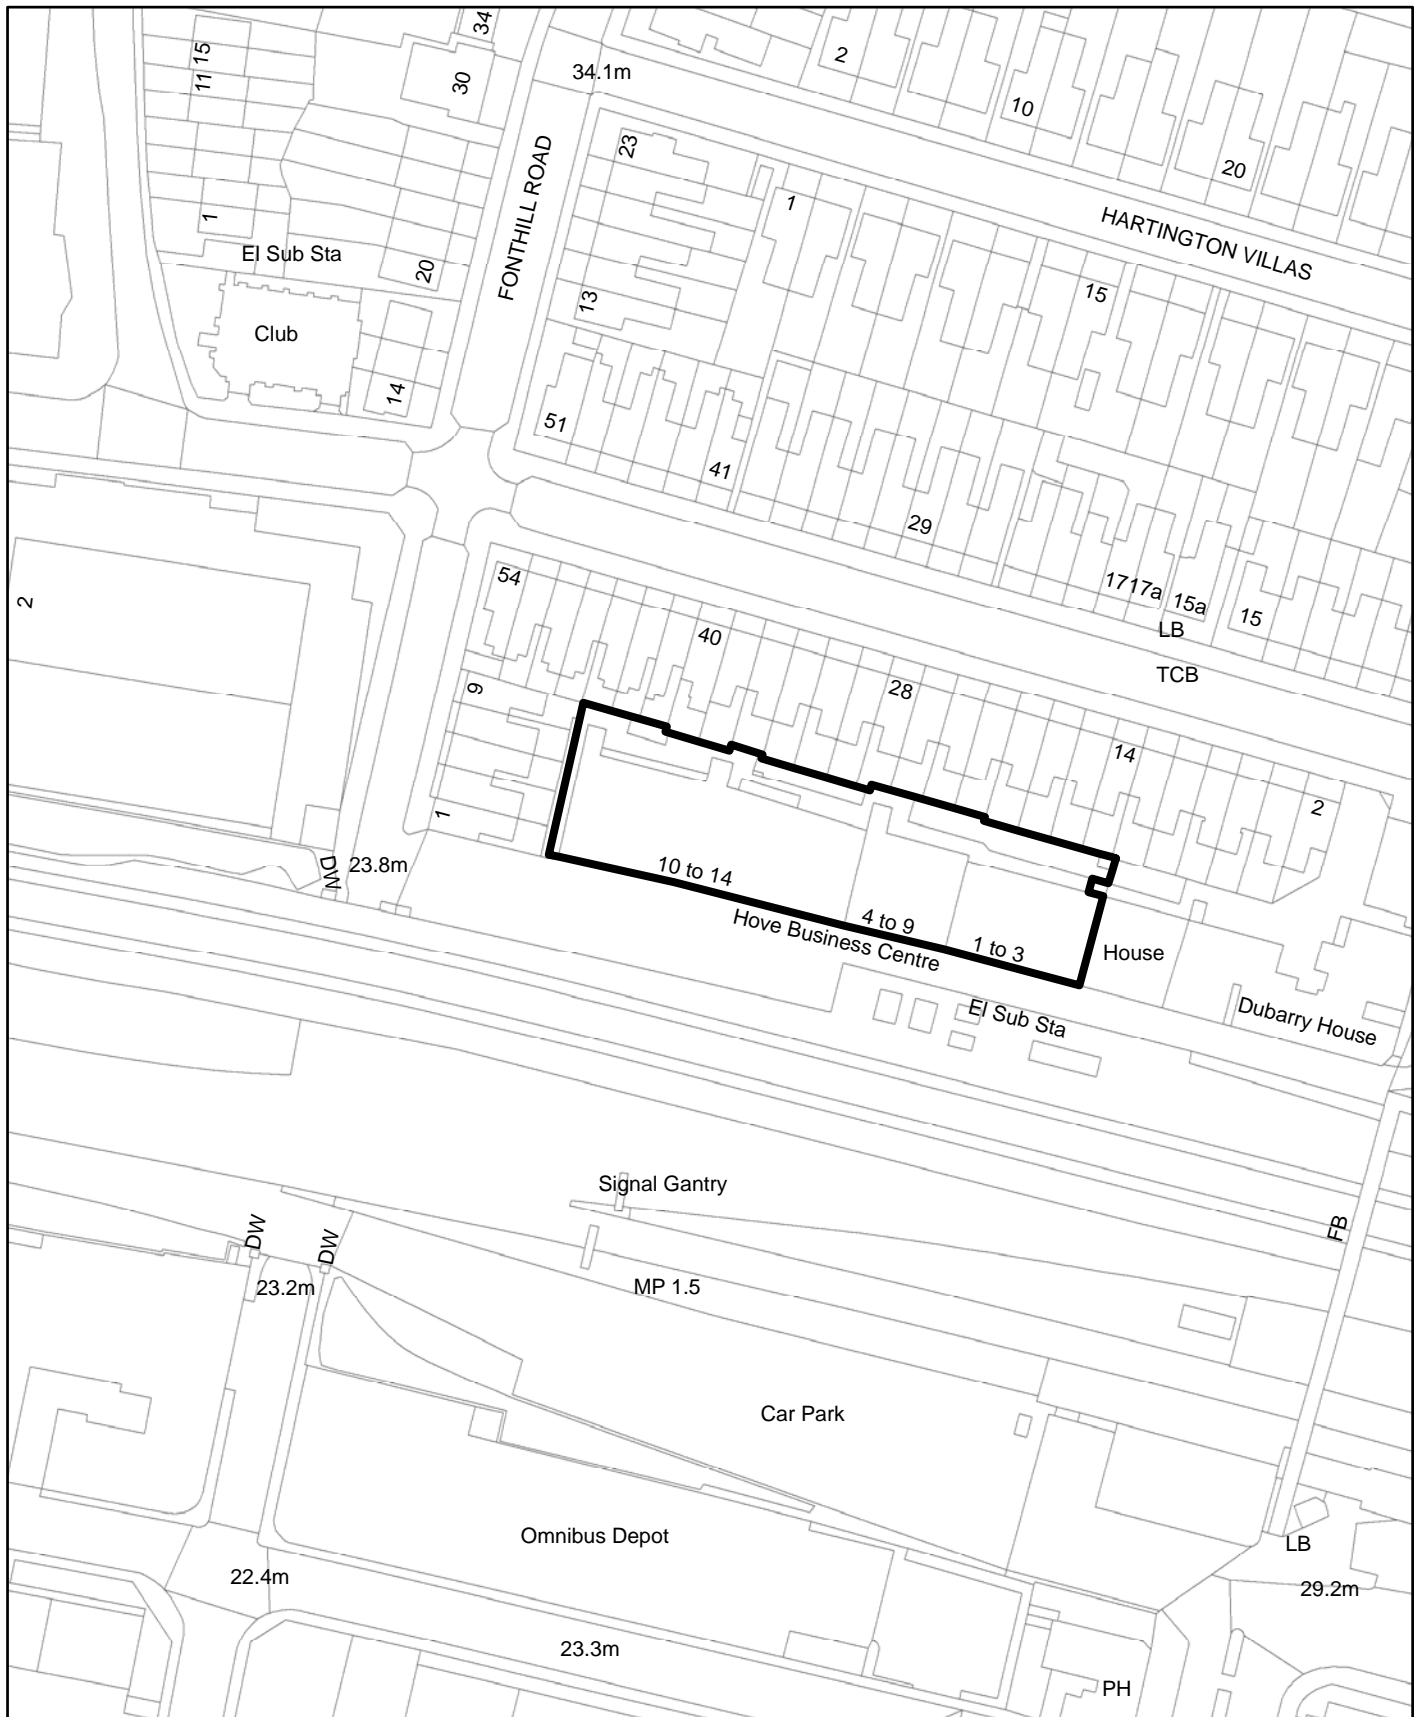 34
11 15
30
34.1m
2
10
20
23
FONTHILL ROAD
1
1
HARTINGTON VILLAS
El Sub Sta
20
15
13
Club
14
51
41
29
2
54
1717a
15a
15
LB
40
TCB
9
28
14
2
1
DW
23.8m
10 to 14
4 to 9
1 to 3
Hove Business Centre
House
El Sub Sta
Dubarry House
Signal Gantry
FB
DW
DW
23.2m
MP 1.5
Car Park
Omnibus Depot
LB
22.4m
29.2m
23.3m
PH